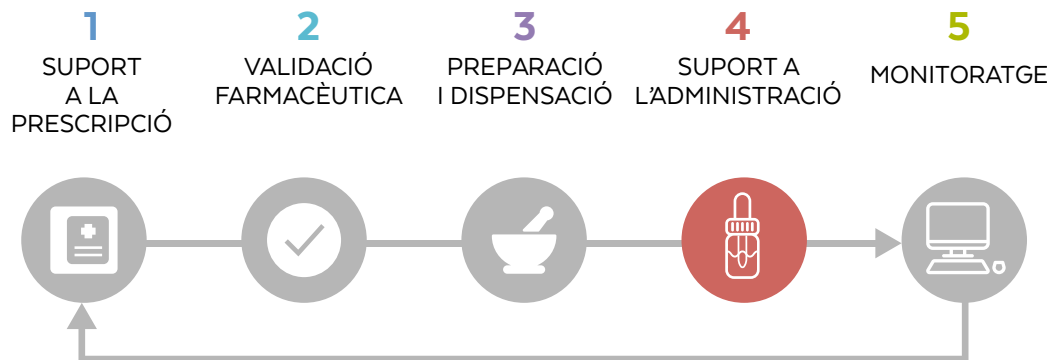 1
SUPORT
A LA
PRESCRIPCIÓ
2
VALIDACIÓ
FARMACÈUTICA
3
PREPARACIÓ
I DISPENSACIÓ
4
SUPORT A
L'ADMINISTRACIÓ
5
MONITORATGE